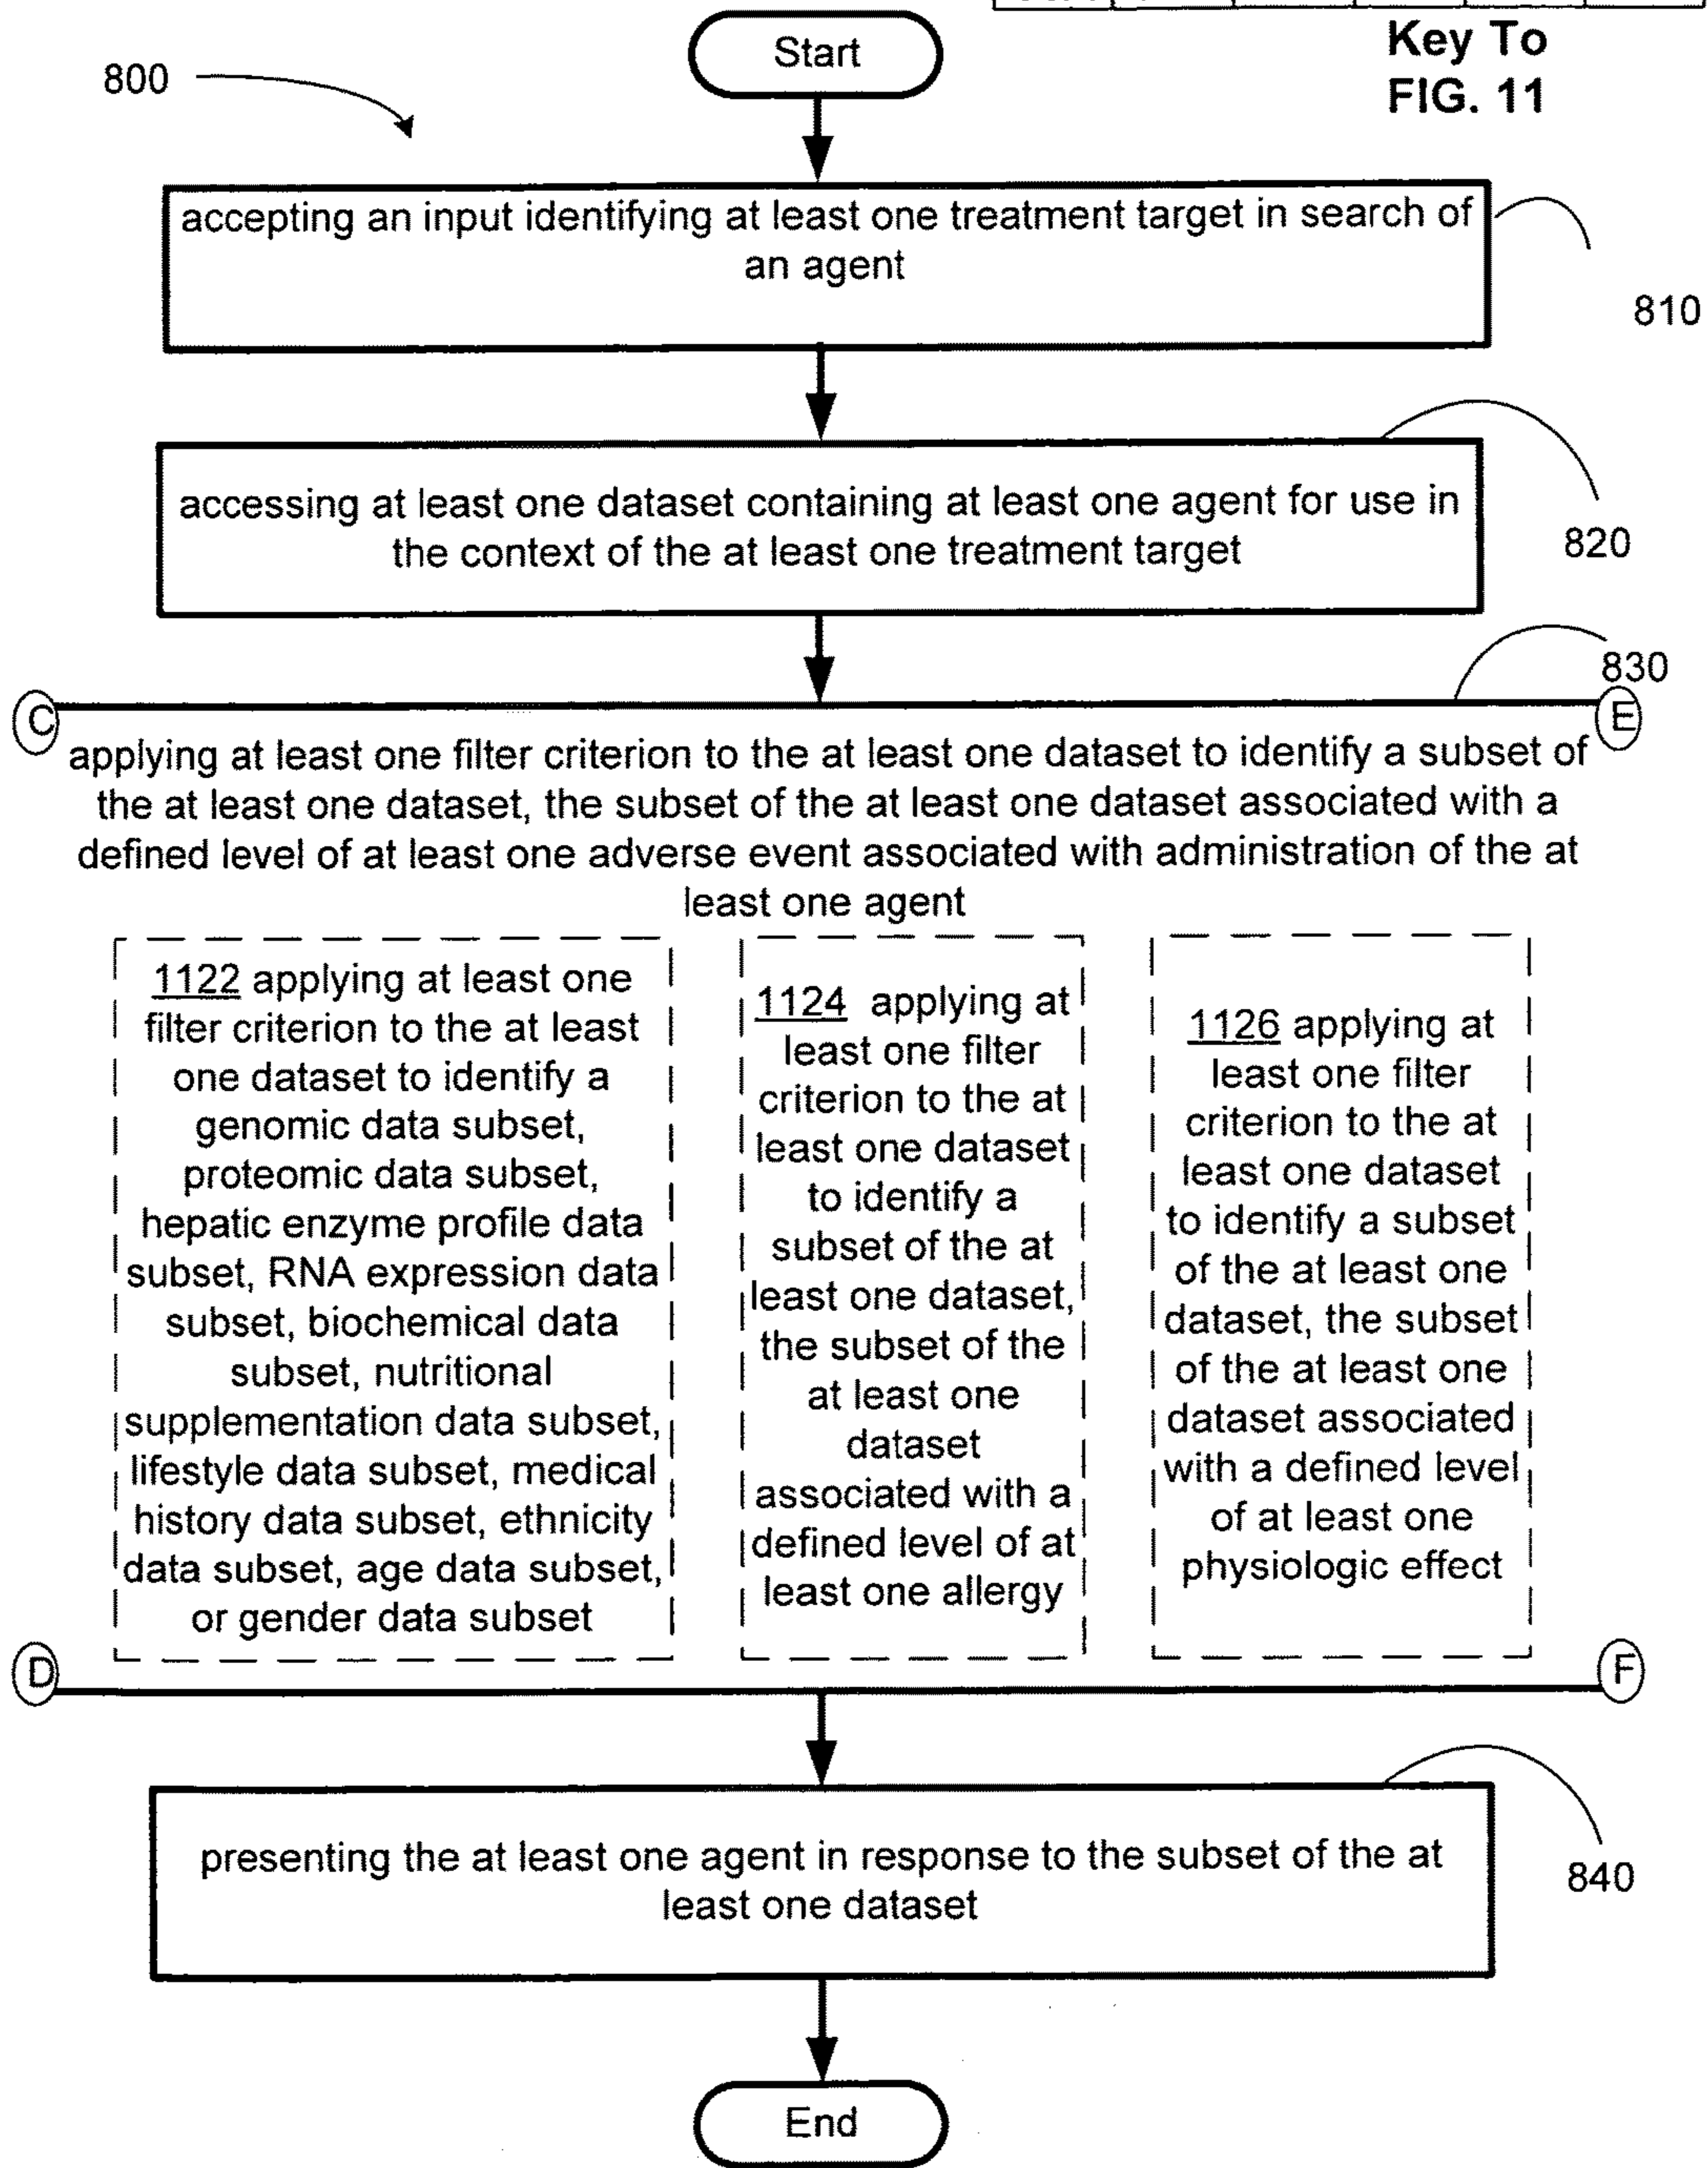 Key To
FIG. 11
Start
800
accepting an input identifying at least one treatment target in search of
an agent
810
accessing at least one dataset containing at least one agent for use in
the context of the at least one treatment target
820
830
C
E
applying at least one filter criterion to the at least one dataset to identify a subset of
the at least one dataset, the subset of the at least one dataset associated with a
defined level of at least one adverse event associated with administration of the at
least one agent
1122 applying at least one
filter criterion to the at least
one dataset to identify a
genomic data subset,
proteomic data subset,
hepatic enzyme profile data
subset, RNA expression data
subset, biochemical data
subset, nutritional
supplementation data subset,
lifestyle data subset, medical
history data subset, ethnicity
data subset, age data subset,
or gender data subset
1124 applying at
least one filter
criterion to the at
least one dataset
to identify a
subset of the at
least one dataset,
the subset of the
at least one
dataset
associated with a
defined level of at
least one allergy
1126 applying at
least one filter
criterion to the at
least one dataset
to identify a subset
of the at least one
dataset, the subset
of the at least one
dataset associated
with a defined level
of at least one
physiologic effect
D
F
presenting the at least one agent in response to the subset of the at
least one dataset
840
End